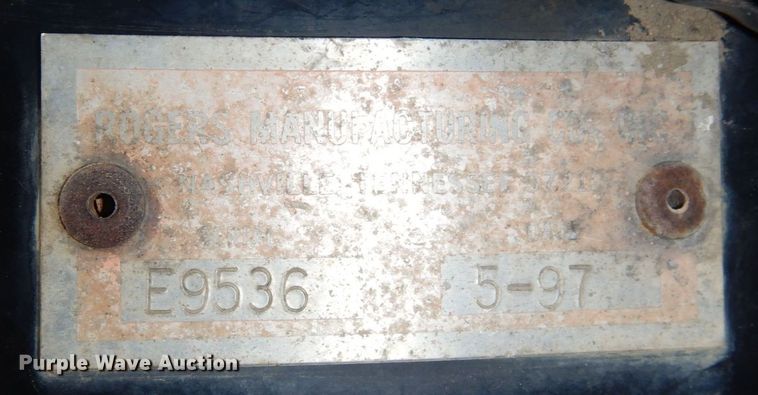 ROGERS MANUFACTURING CO. INC.
NASHVILLE, TENNESSEE
E9536 5-97
Purple Wave Auction